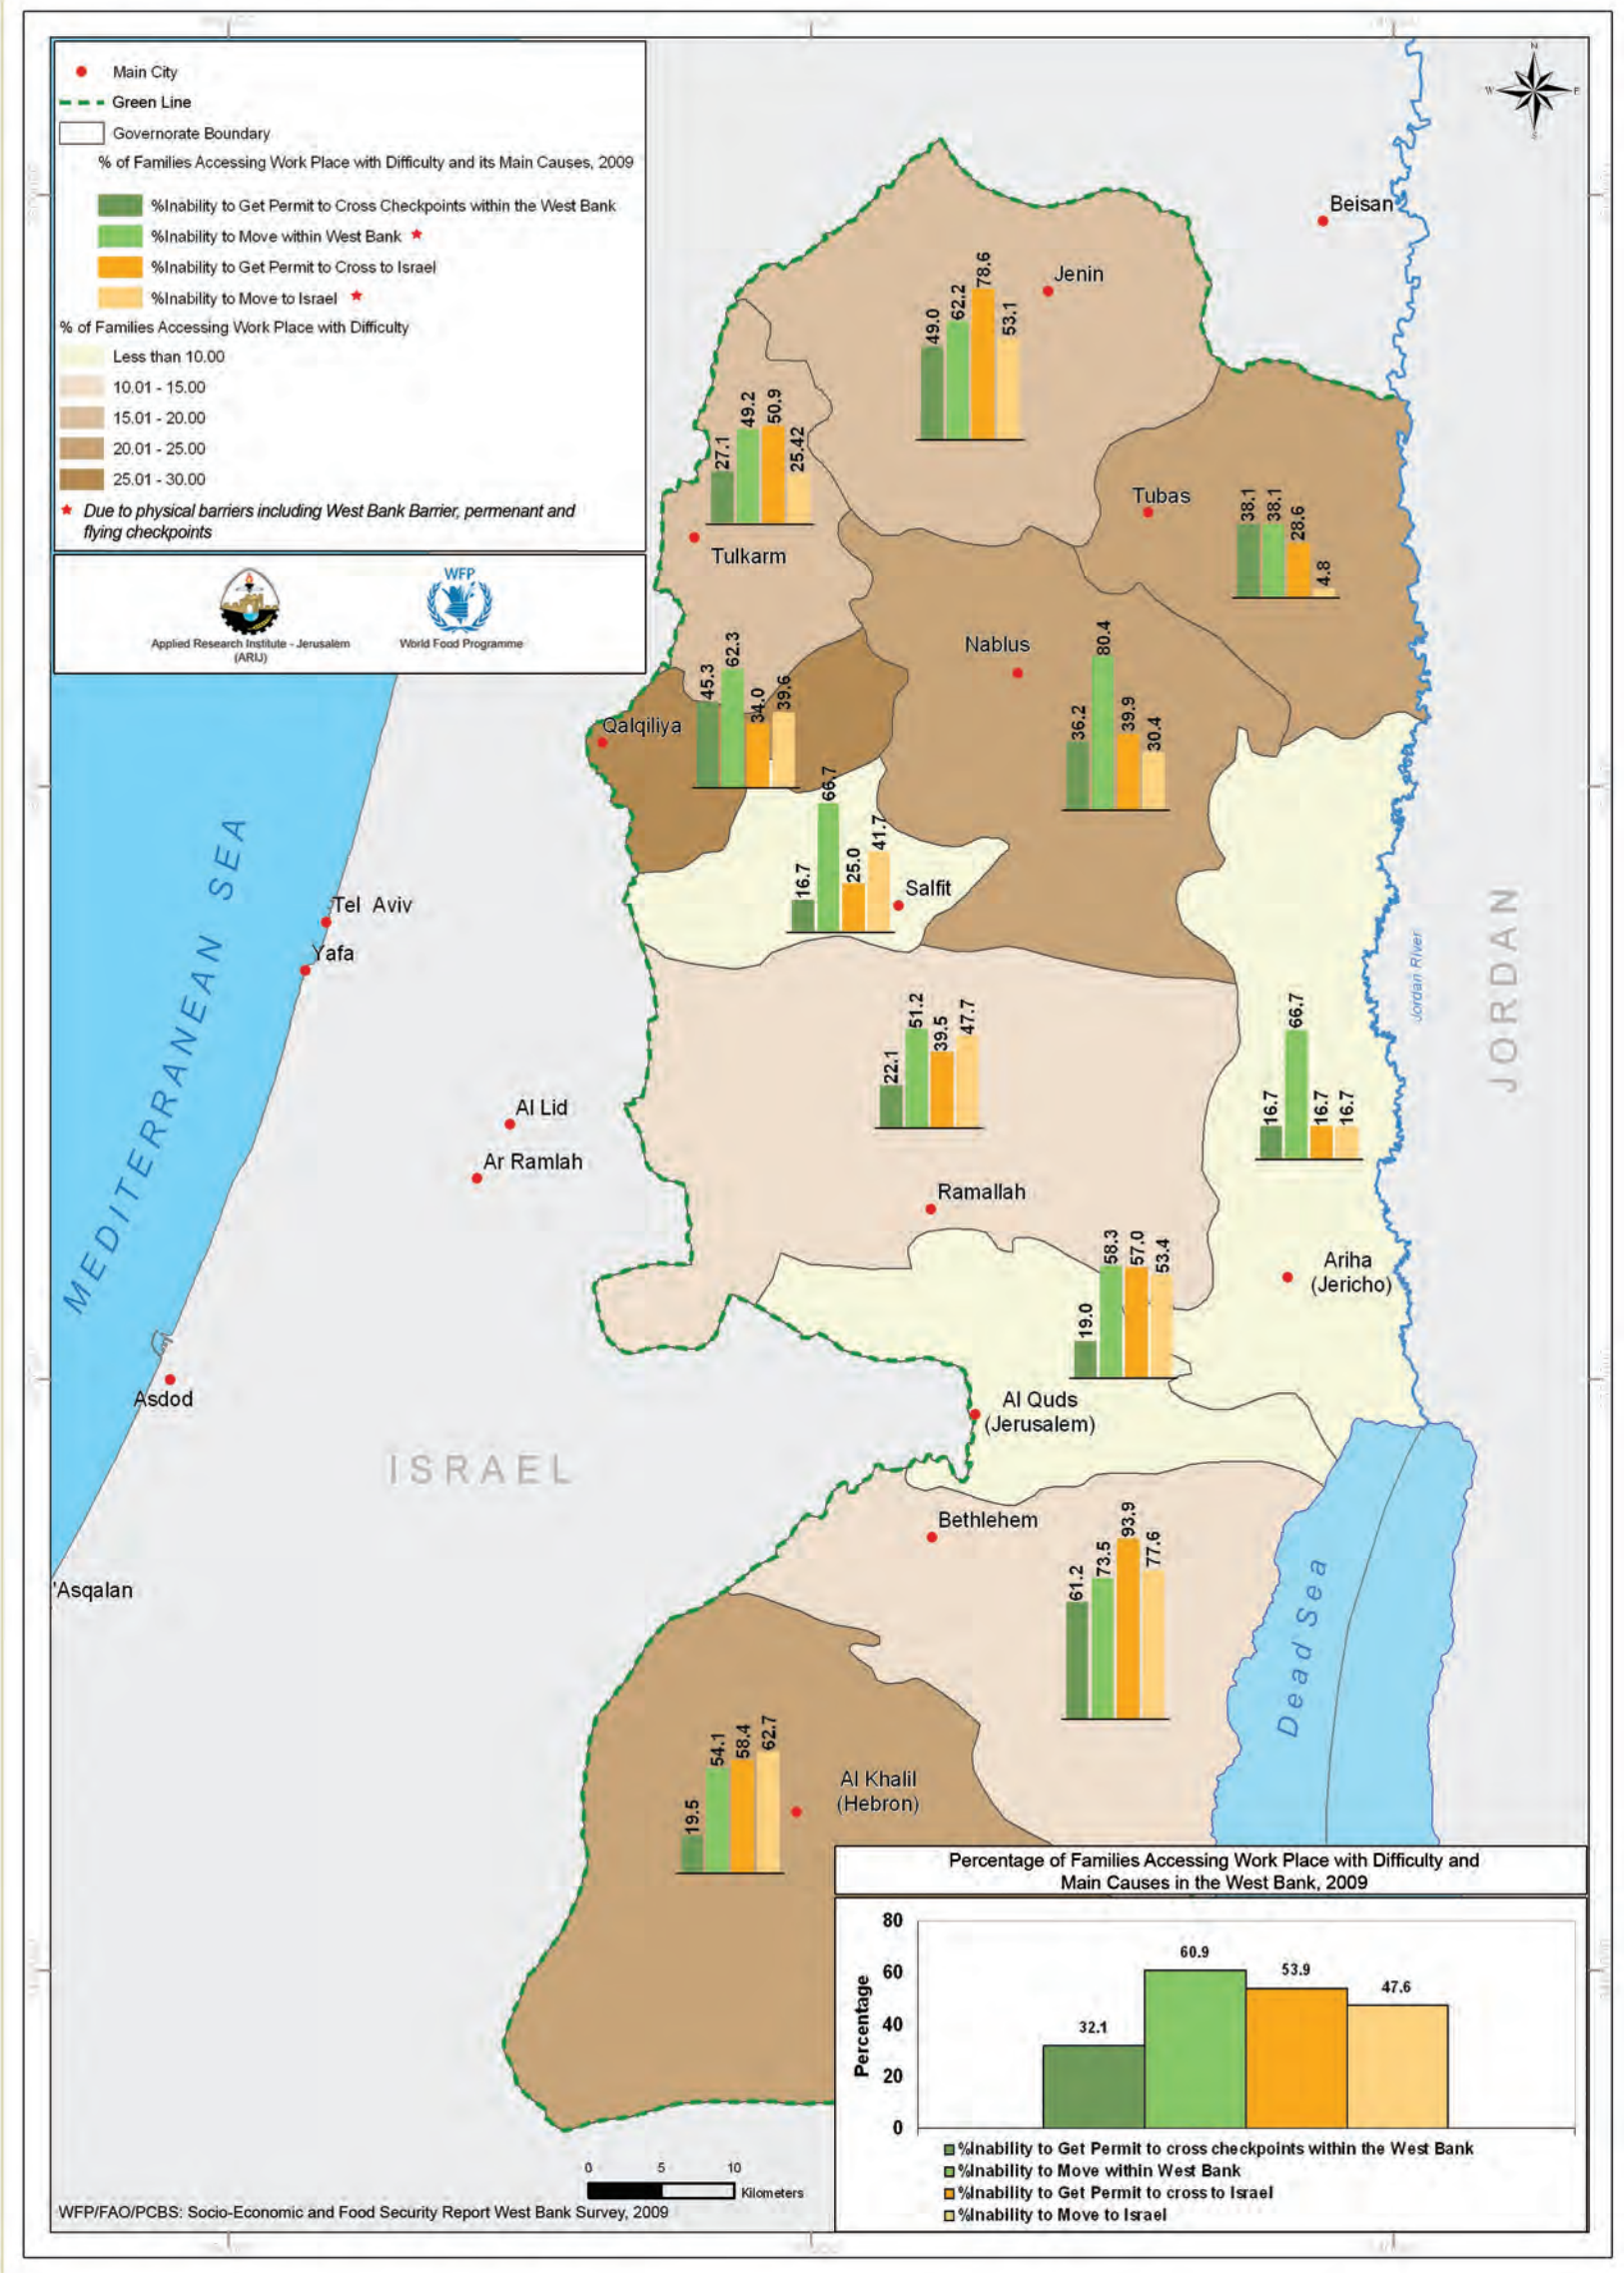 Main City
Green Line
Governorate Boundary
% of Families Accessing Work Place with Difficulty and its Main Causes, 2009
%Inability to Get Permit to Cross Checkpoints within the West Bank
%Inability to Move within West Bank ★
%Inability to Get Permit to Cross to Israel
%Inability to Move to Israel ★
% of Families Accessing Work Place with Difficulty
Less than 10.00
10.01 - 15.00
15.01 - 20.00
20.01 - 25.00
25.01 - 30.00
★ Due to physical barriers including West Bank Barrier, permenant and
flying checkpoints
WFP
Applied Research Institute - Jerusalem
(ARIJ)
World Food Programme
N
W
E
S
Beisan
Jenin
49.0
62.2
78.6
53.1
27.1
49.2
50.9
25.42
Tulkarm
Tubas
38.1
38.1
28.6
4.8
Nablus
36.2
80.4
39.9
30.4
45.3
62.3
34.0
39.6
Qalqiliya
16.7
66.7
25.0
41.7
Salfit
Tel Aviv
Yafa
MEDITERRANEAN SEA
Jordan River
JORDAN
22.1
51.2
39.5
47.7
16.7
66.7
16.7
16.7
Al Lid
Ar Ramlah
Ramallah
19.0
58.3
57.0
53.4
Ariha
(Jericho)
Asdod
Al Quds
(Jerusalem)
ISRAEL
Bethlehem
61.2
73.5
93.9
77.6
'Asqalan
Dead Sea
19.5
54.1
58.4
62.7
Al Khalil
(Hebron)
Percentage of Families Accessing Work Place with Difficulty and
Main Causes in the West Bank, 2009
Percentage
80
60
40
20
0
32.1
60.9
53.9
47.6
%Inability to Get Permit to cross checkpoints within the West Bank
%Inability to Move within West Bank
%Inability to Get Permit to cross to Israel
%Inability to Move to Israel
0 5 10
Kilometers
WFP/FAO/PCBS: Socio-Economic and Food Security Report West Bank Survey, 2009